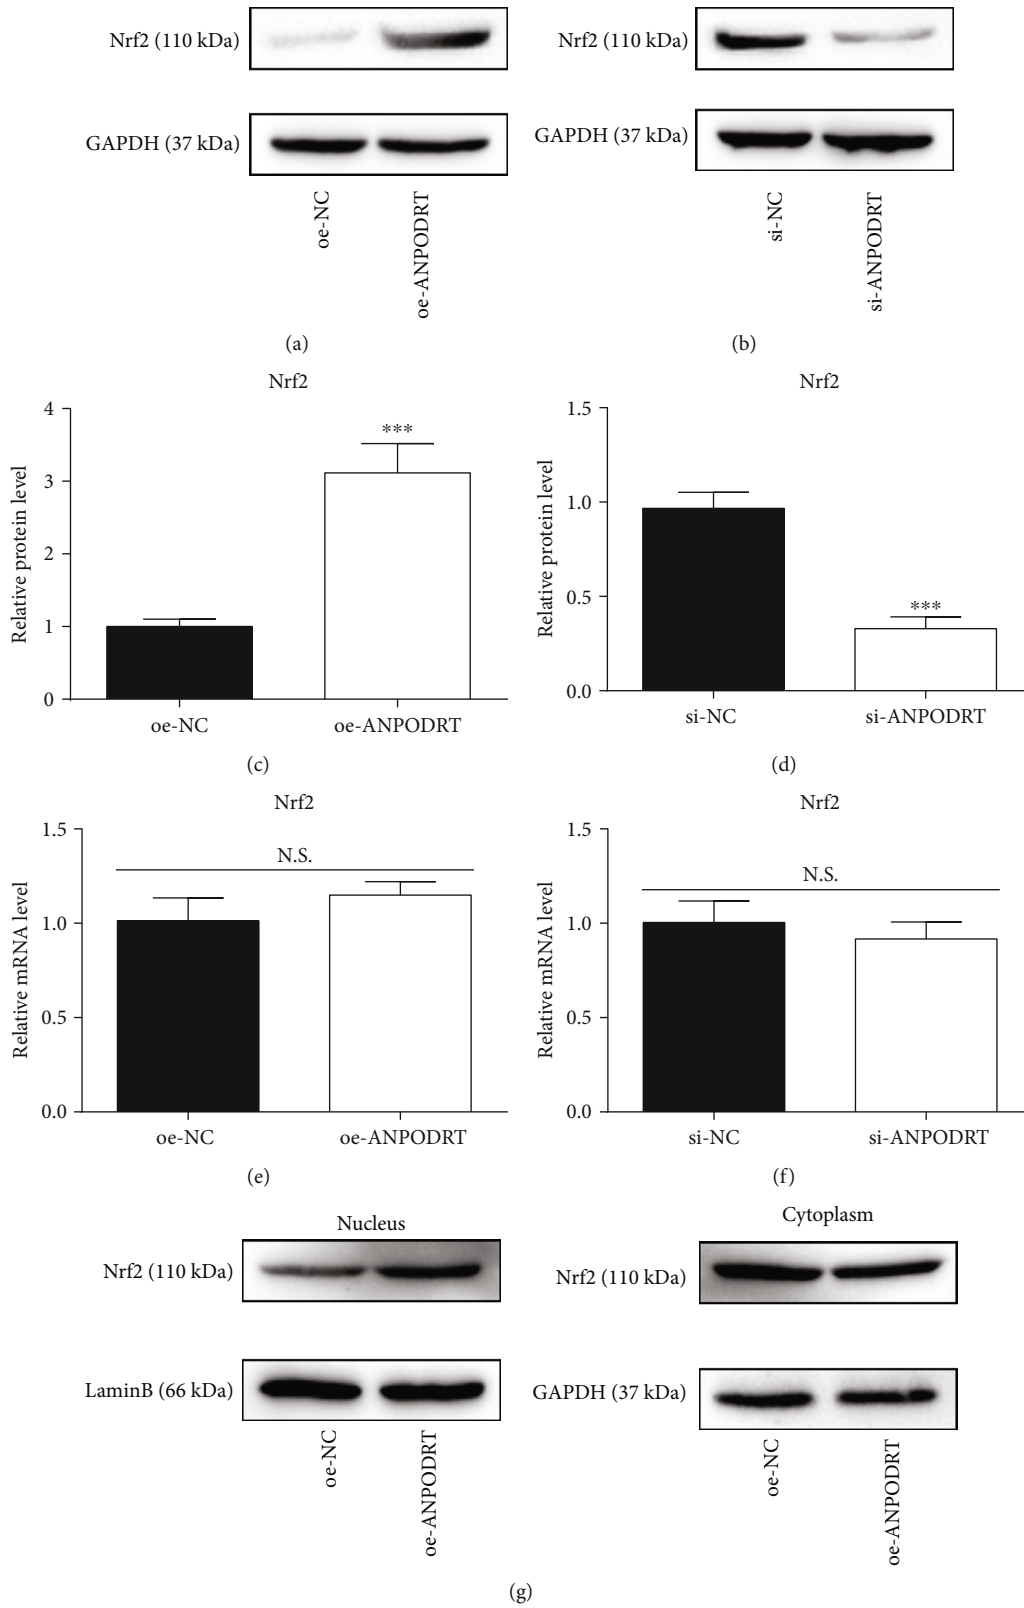 Nrf2 (110 kDa)
GAPDH (37 kDa)
oe-NC
oe-ANPODRT
(a)
Nrf2 (110 kDa)
GAPDH (37 kDa)
si-NC
si-ANPODRT
(b)
Nrf2
Relative protein level
4
3
2
1
0
***
oe-NC
oe-ANPODRT
(c)
Nrf2
Relative protein level
1.5
1.0
0.5
0.0
***
si-NC
si-ANPODRT
(d)
Nrf2
Relative mRNA level
1.5
1.0
0.5
0.0
N.S.
oe-NC
oe-ANPODRT
(e)
Nrf2
Relative mRNA level
1.5
1.0
0.5
0.0
N.S.
si-NC
si-ANPODRT
(f)
Nucleus
Nrf2 (110 kDa)
LaminB (66 kDa)
oe-NC
oe-ANPODRT
Cytoplasm
Nrf2 (110 kDa)
GAPDH (37 kDa)
oe-NC
oe-ANPODRT
(g)